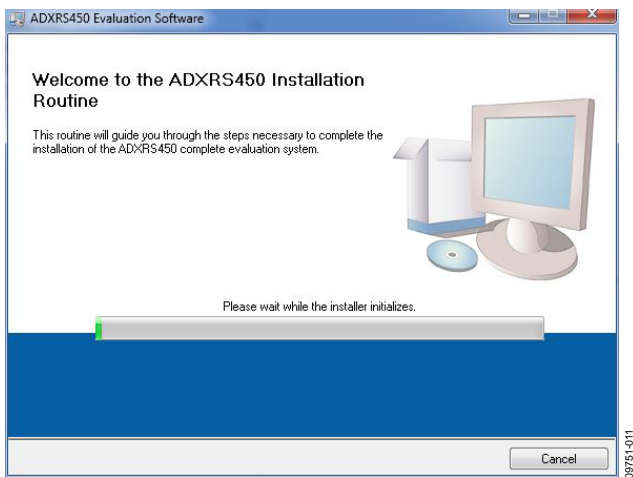 ADXRS450 Evaluation Software
Welcome to the ADXRS450 Installation
Routine
This routine will guide you through the steps necessary to complete the
installation of the ADXRS450 complete evaluation system.
Please wait while the installer initializes.
Cancel
09751-011